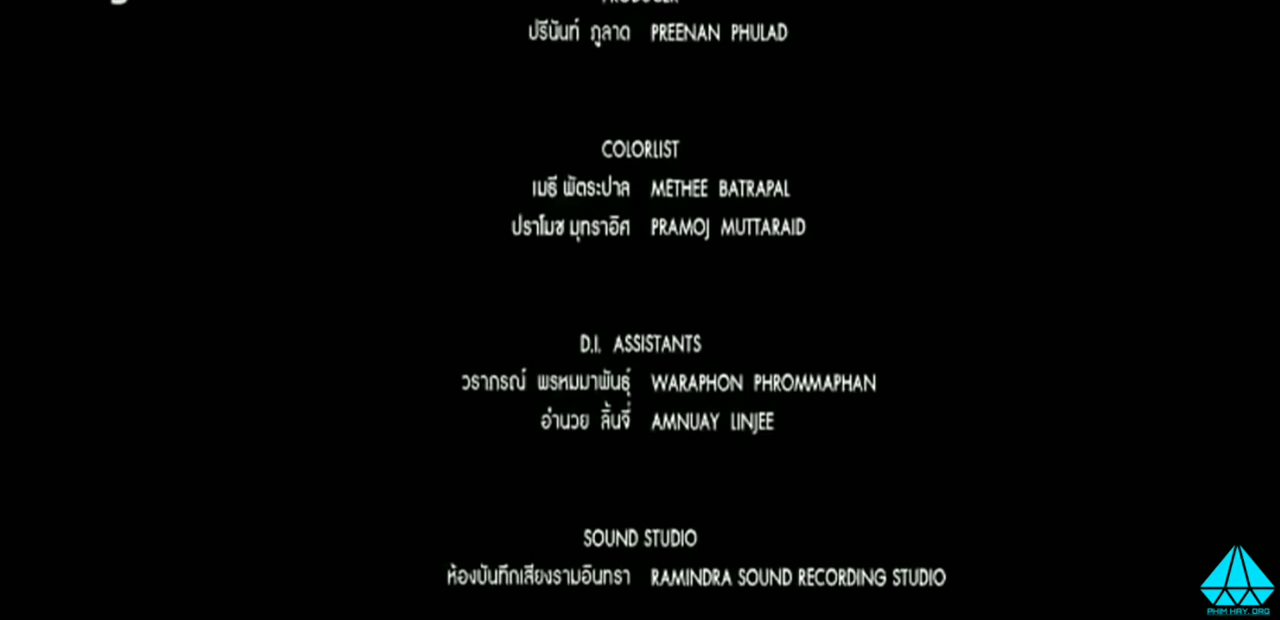 PRODUCER
ปรีนันท์ ภูลาด PREENAN PHULAD
COLORLIST
เมธี พัตระปาล METHEE BATRAPAL
ปราโมช มุทราอิศ PRAMOJ MUTTARAID
D.I. ASSISTANTS
วราภรณ์ พรหมมาพันธุ์ WARAPHON PHROMMAPHAN
อำนวย ลิ้นจี่ AMNUAY LINJEE
SOUND STUDIO
ห้องบันทึกเสียงรามอินทรา RAMINDRA SOUND RECORDING STUDIO
PHIM HAY.ORG